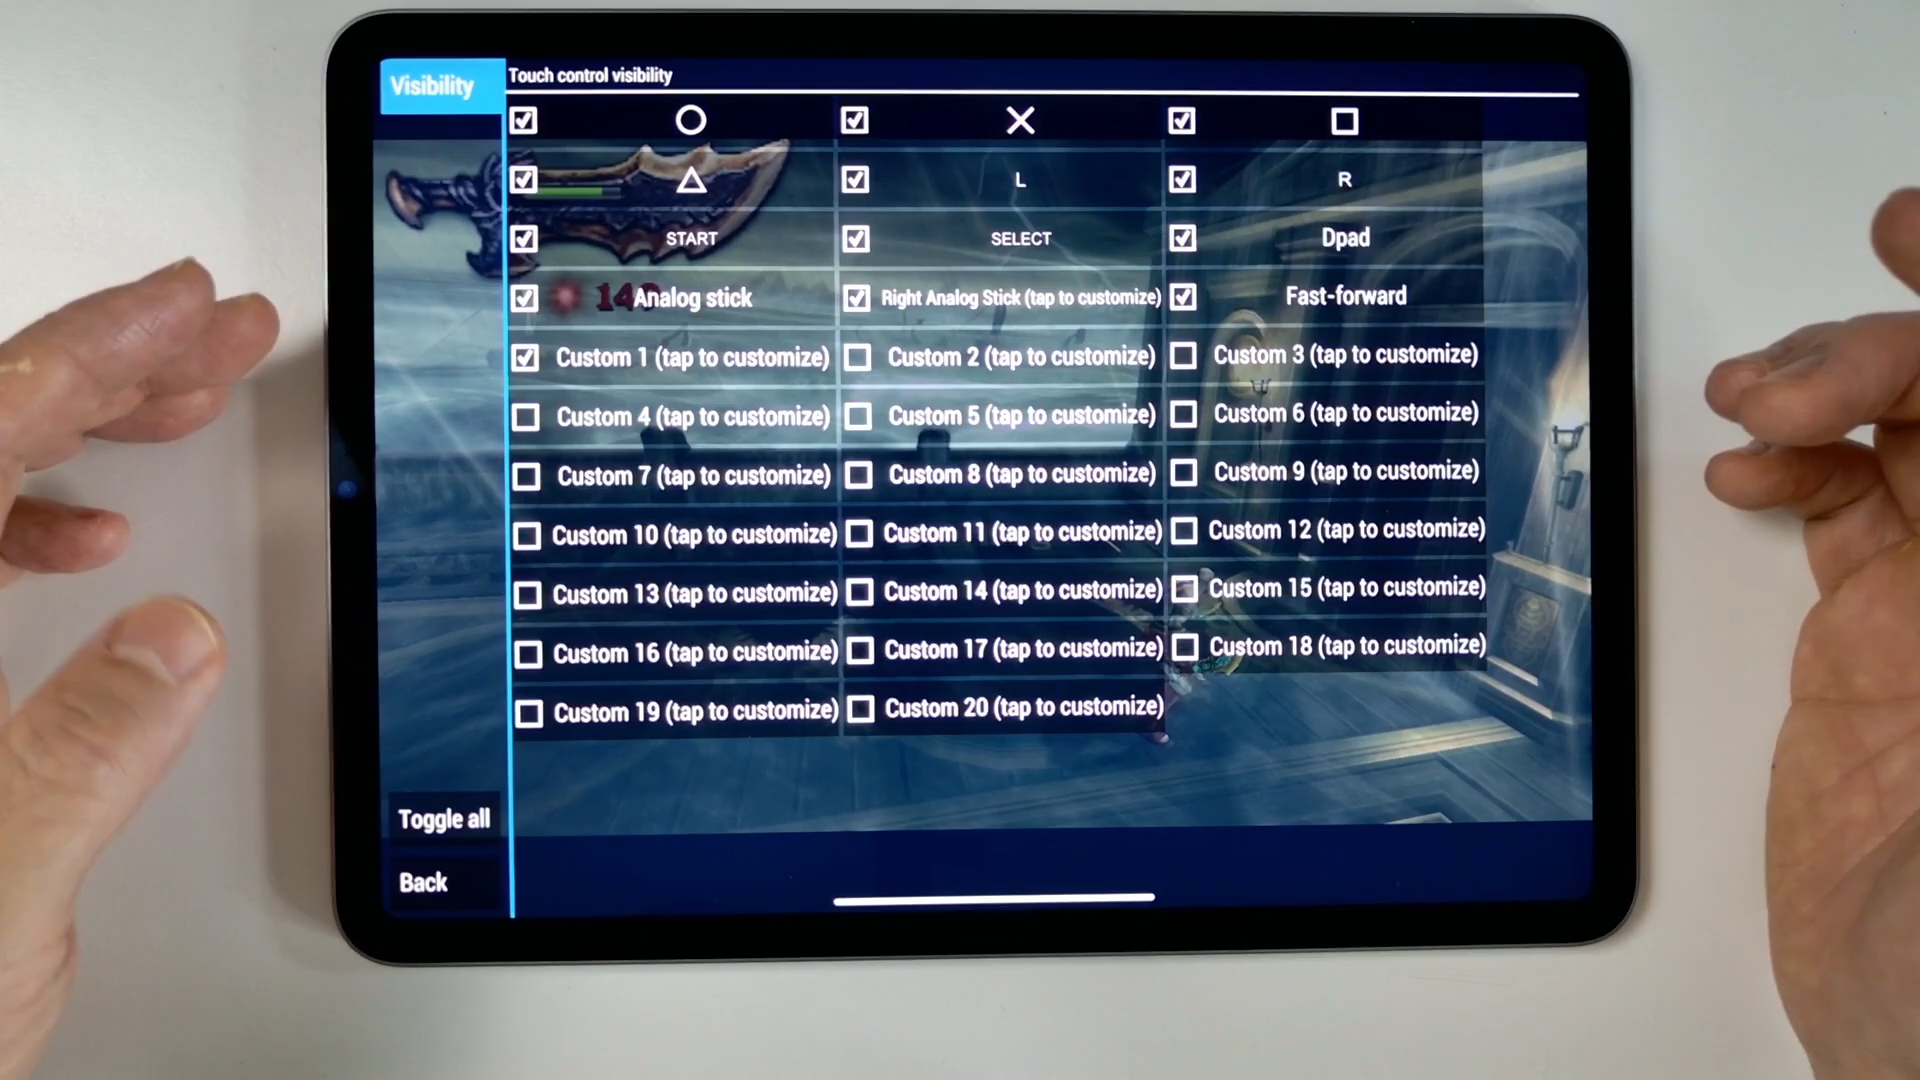 Visibility
Touch control visibility
L
R
START
SELECT
Dpad
Analog stick
Right Analog Stick (tap to customize)
Fast-forward
Custom 1 (tap to customize)
Custom 2 (tap to customize)
Custom 3 (tap to customize)
Custom 4 (tap to customize)
Custom 5 (tap to customize)
Custom 6 (tap to customize)
Custom 7 (tap to customize)
Custom 8 (tap to customize)
Custom 9 (tap to customize)
Custom 10 (tap to customize)
Custom 11 (tap to customize)
Custom 12 (tap to customize)
Custom 13 (tap to customize)
Custom 14 (tap to customize)
Custom 15 (tap to customize)
Custom 16 (tap to customize)
Custom 17 (tap to customize)
Custom 18 (tap to customize)
Custom 19 (tap to customize)
Custom 20 (tap to customize)
Toggle all
Back